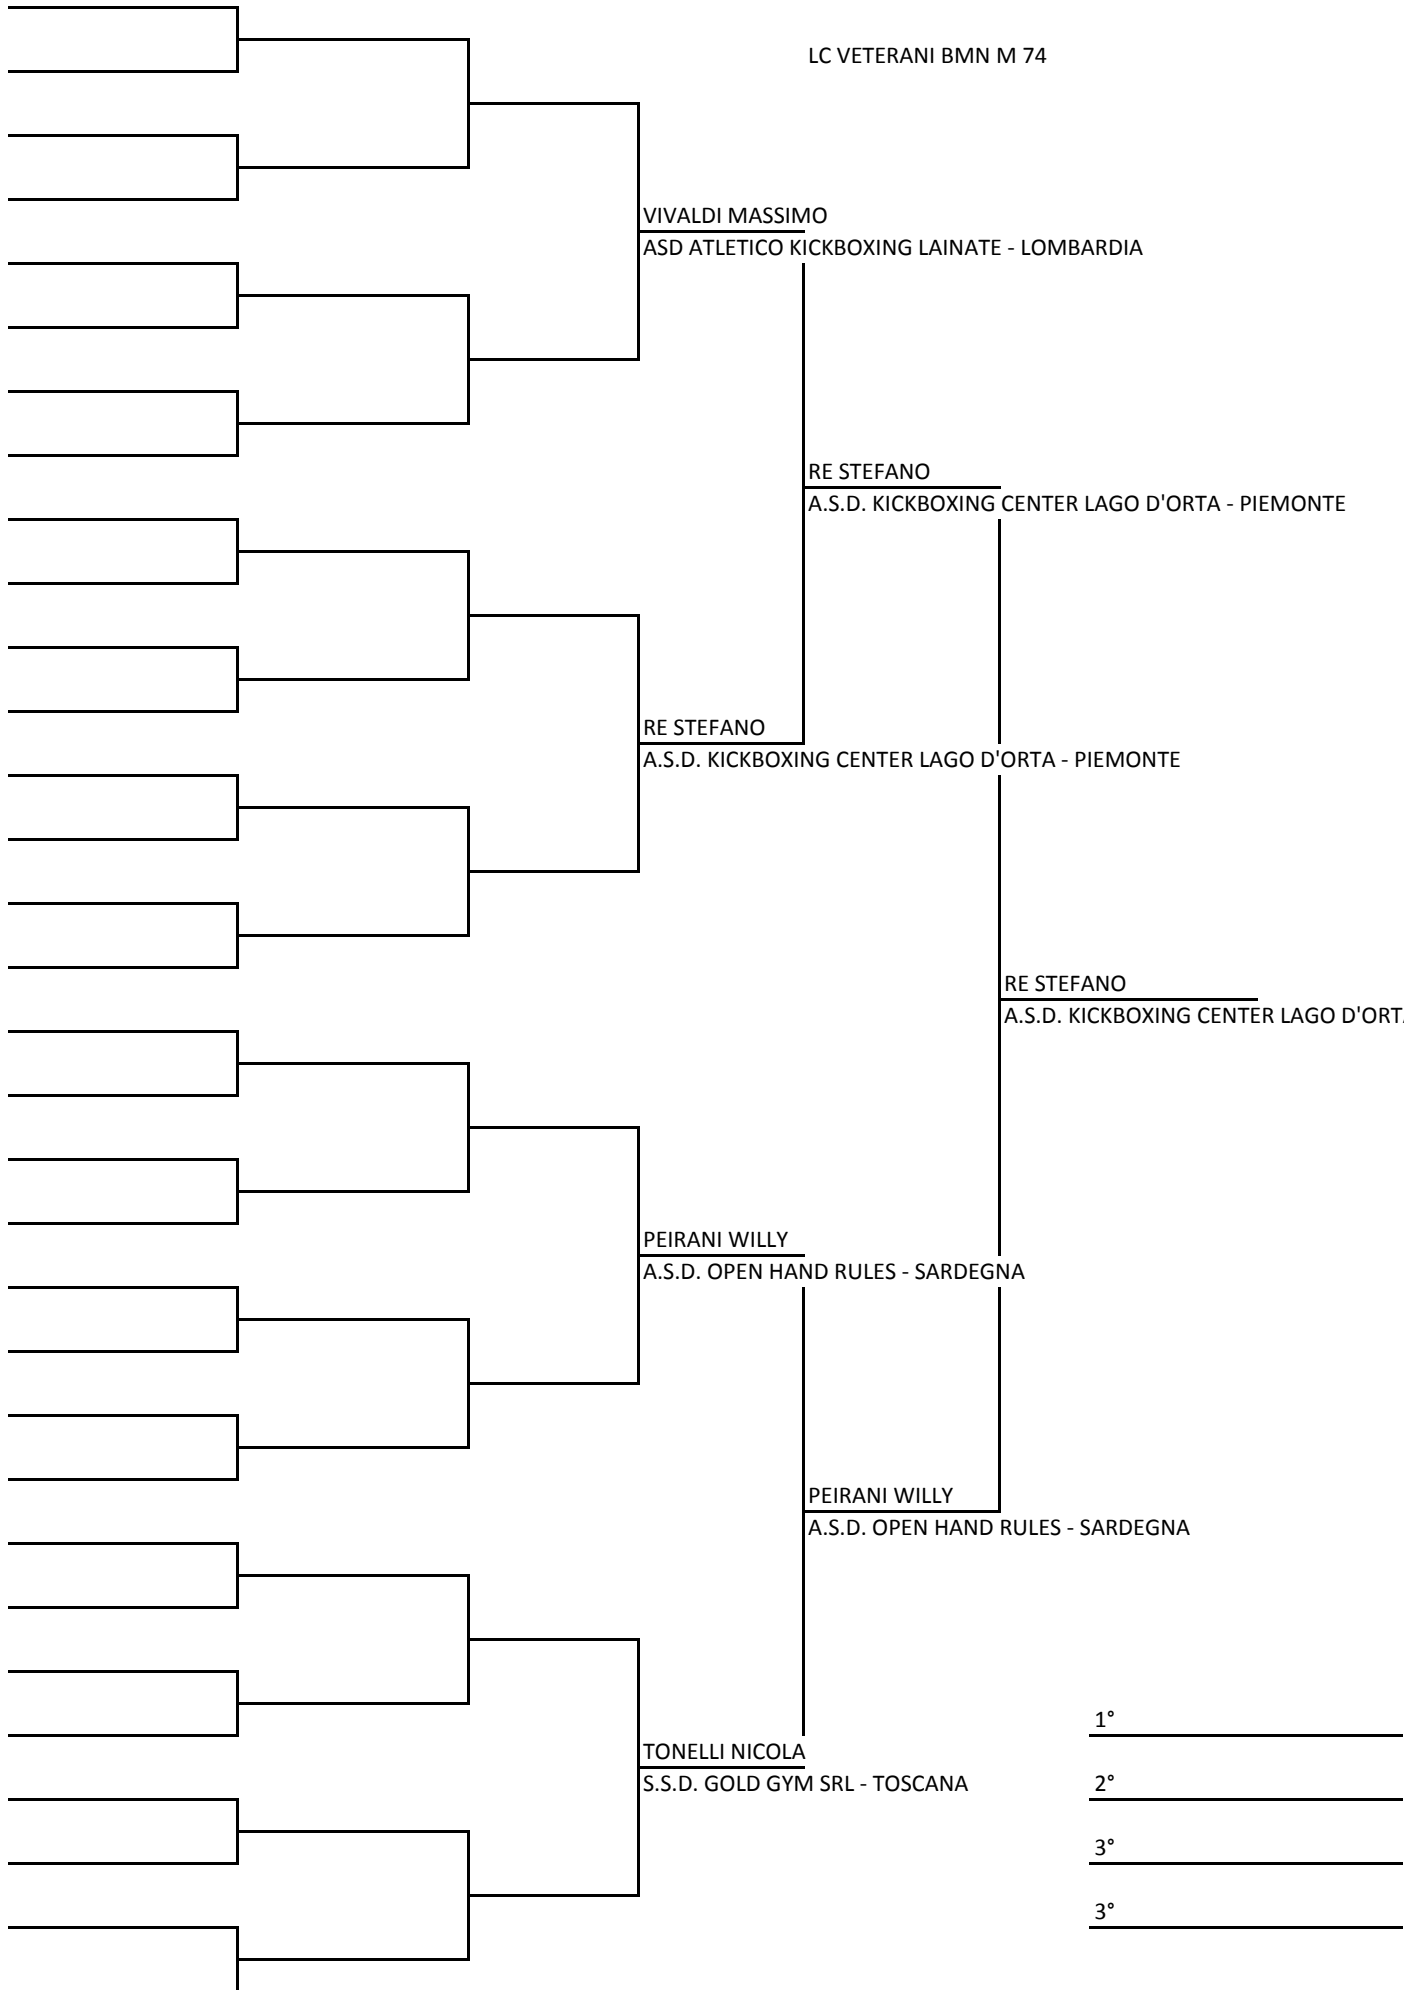 LC VETERANI BMN M 74
VIVALDI MASSIMO
ASD ATLETICO KICKBOXING LAINATE - LOMBARDIA
RE STEFANO
A.S.D. KICKBOXING CENTER LAGO D'ORTA - PIEMONTE
RE STEFANO
A.S.D. KICKBOXING CENTER LAGO D'ORTA - PIEMONTE
RE STEFANO
A.S.D. KICKBOXING CENTER LAGO D'ORT
PEIRANI WILLY
A.S.D. OPEN HAND RULES - SARDEGNA
PEIRANI WILLY
A.S.D. OPEN HAND RULES - SARDEGNA
1°
TONELLI NICOLA
S.S.D. GOLD GYM SRL - TOSCANA
2°
3°
3°